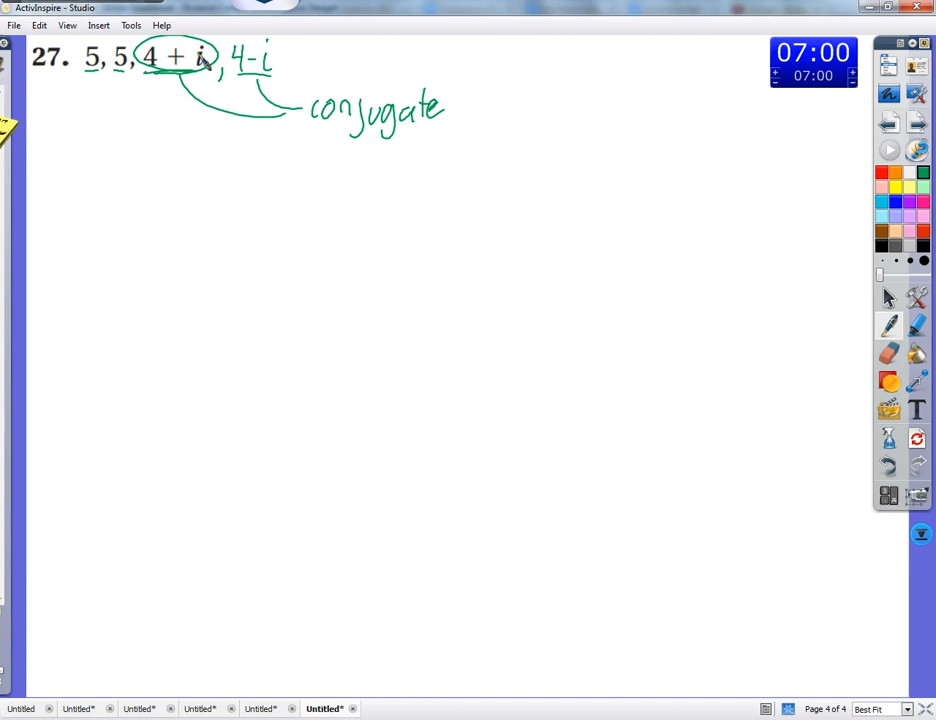 ActivInspire - Studio
File Edit View Insert Tools Help
27. 5, 5, 4 + i, 4-i
conjugate
07:00
07:00
Untitled Untitled* Untitled* Untitled* Untitled* Untitled*
Page 4 of 4 Best Fit